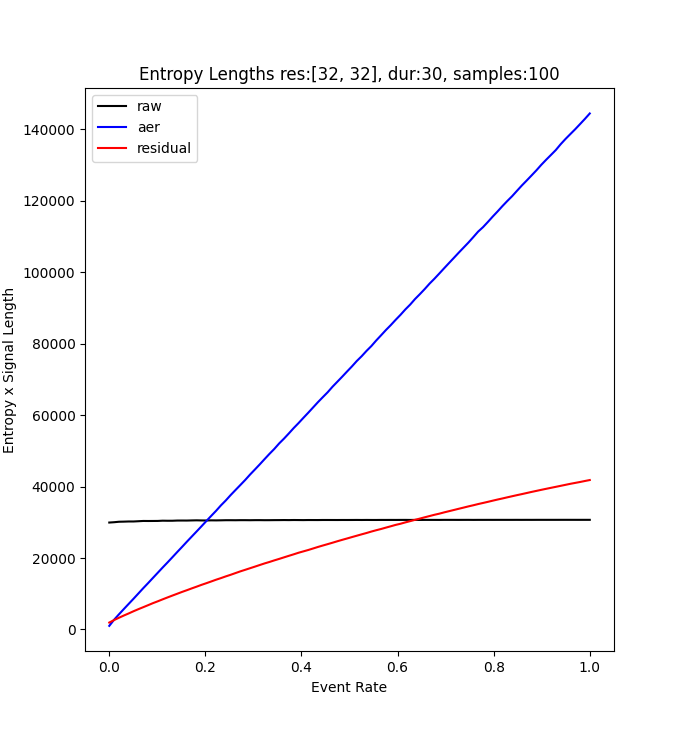 Entropy Lengths res:[32, 32], dur:30, samples:100
raw
aer
residual
140000
120000
100000
80000
60000
40000
20000
0
Entropy x Signal Length
0.0 0.2 0.4 0.6 0.8 1.0
Event Rate